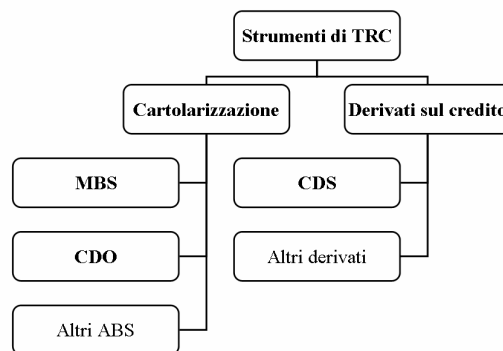 Strumenti di TRC
Cartolarizzazione
Derivati sul credito
MBS
CDS
CDO
Altri derivati
Altri ABS